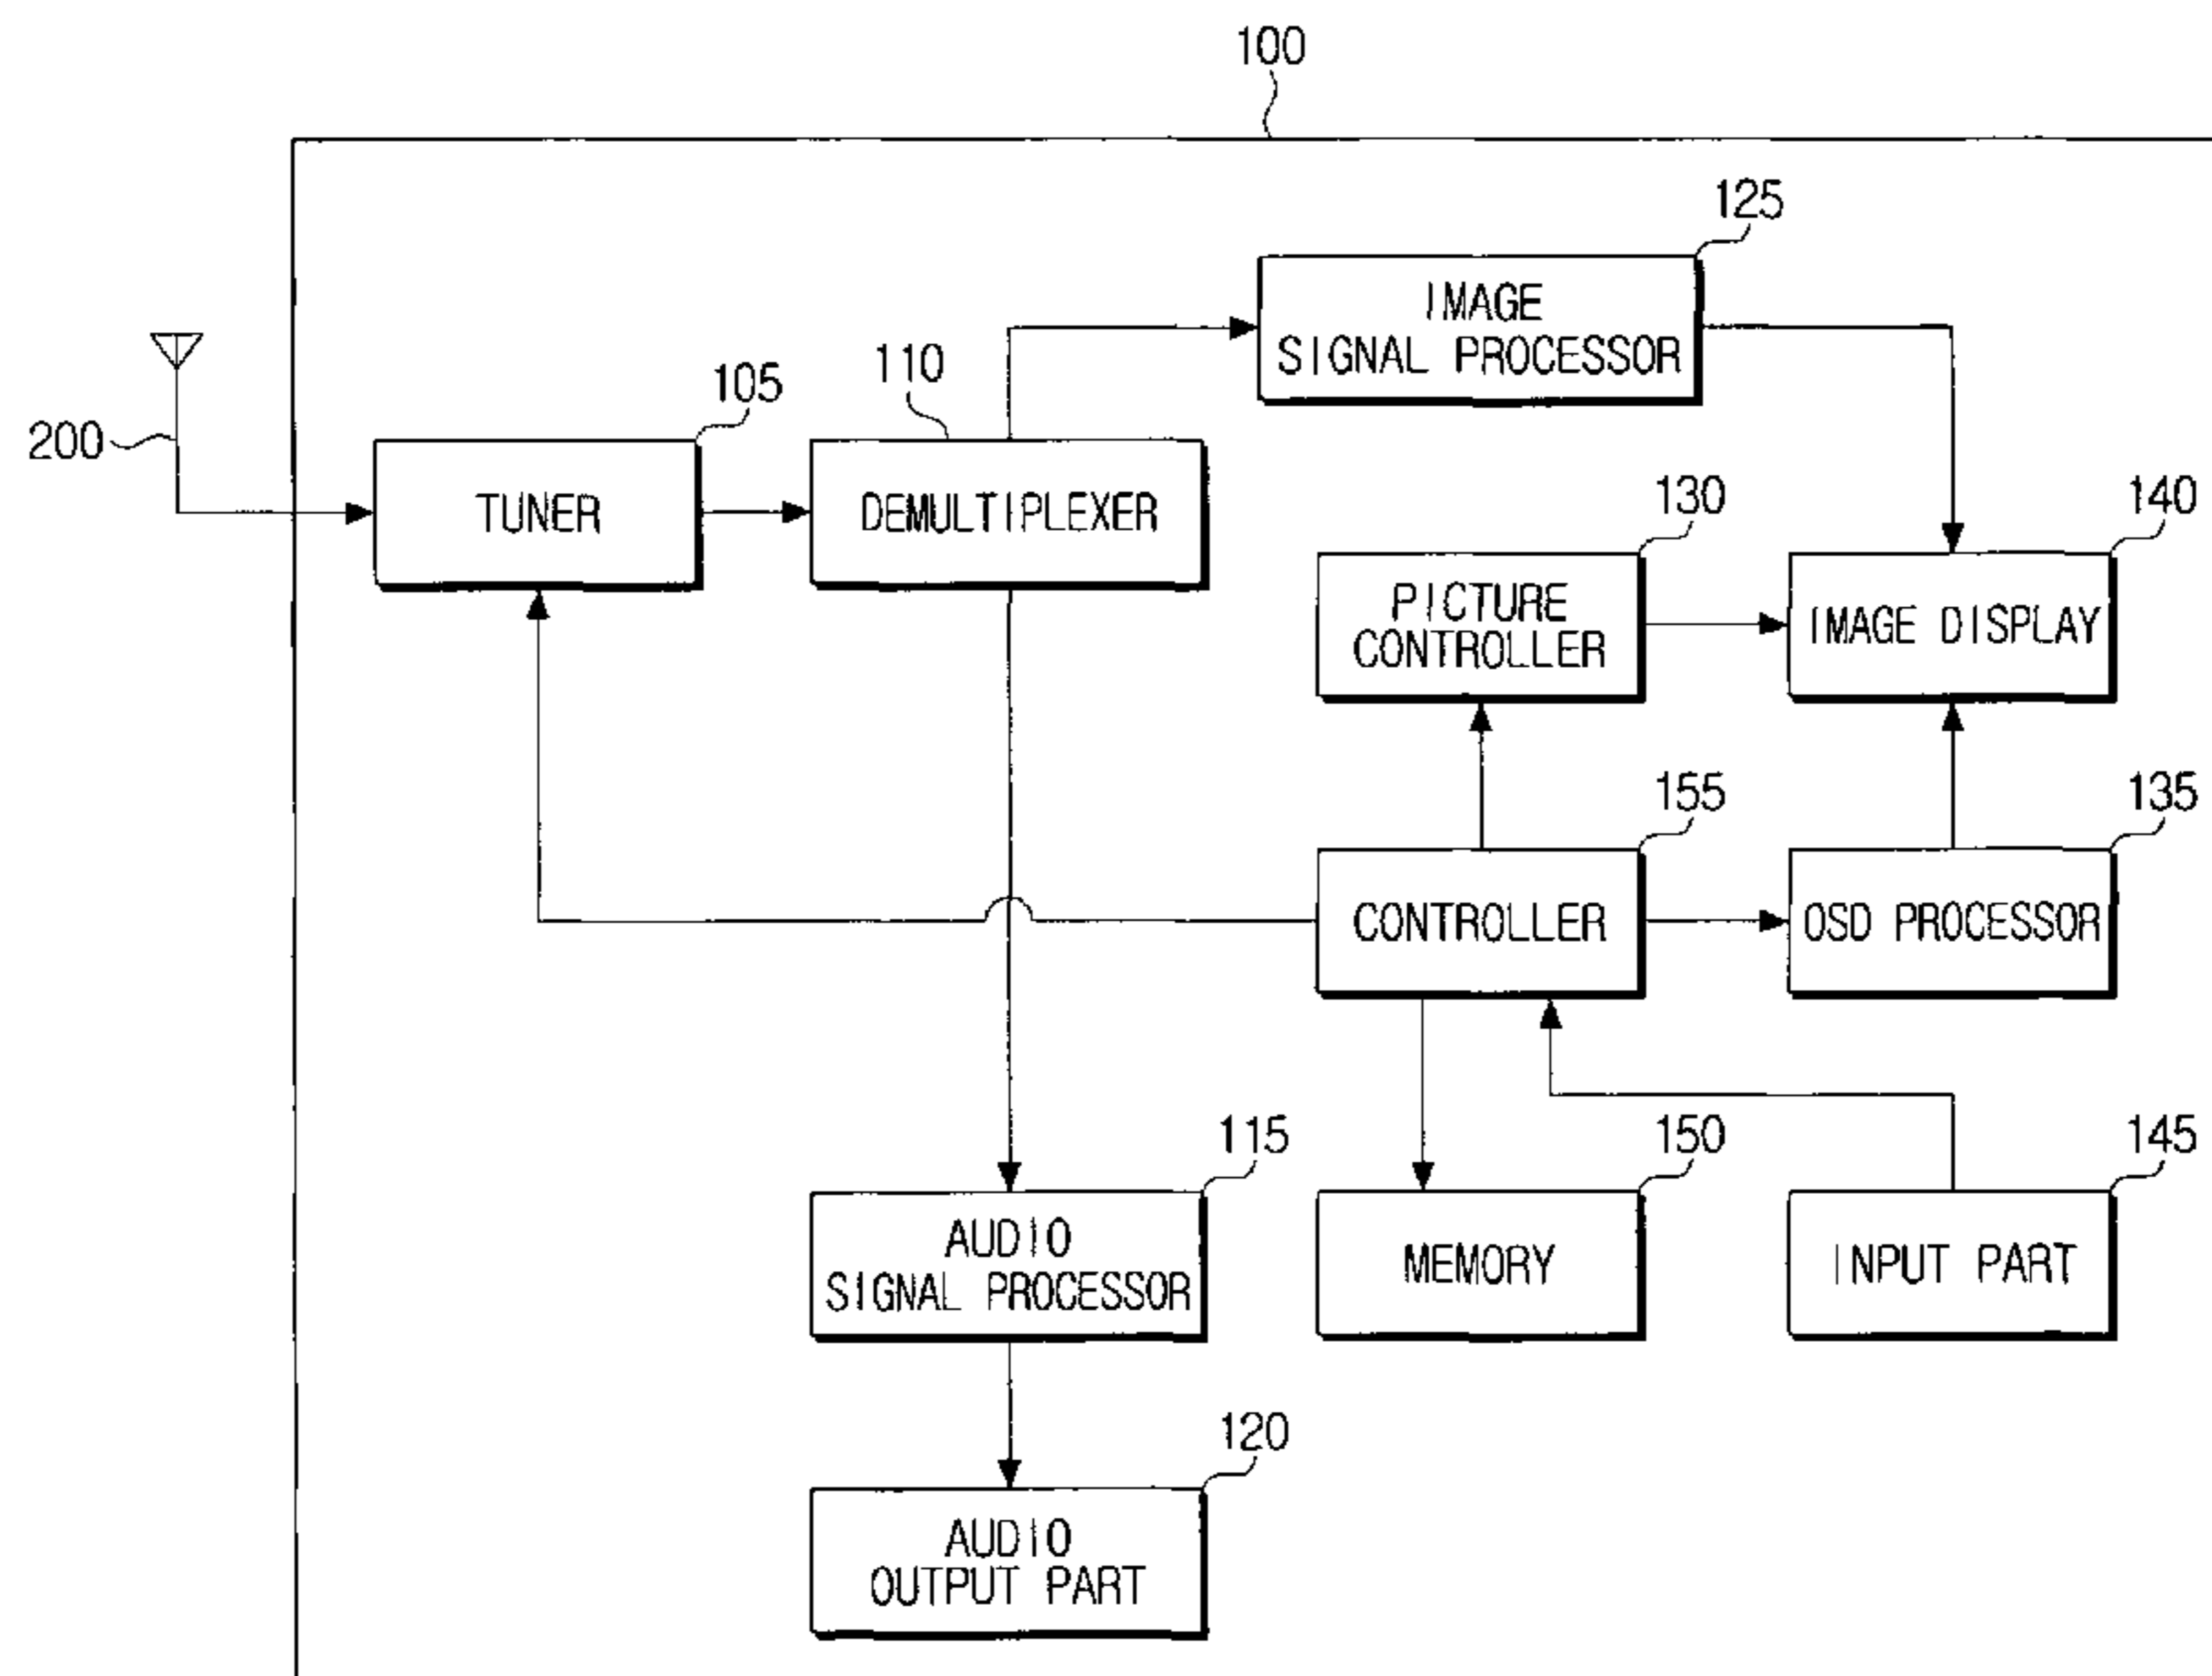 100
125
IMAGE
SIGNAL PROCESSOR
200
105
110
TUNER
DEMULTIPLEXER
130
140
PICTURE
CONTROLLER
IMAGE DISPLAY
155
135
CONTROLLER
OSD PROCESSOR
115
150
145
AUDIO
SIGNAL PROCESSOR
MEMORY
INPUT PART
120
AUDIO
OUTPUT PART